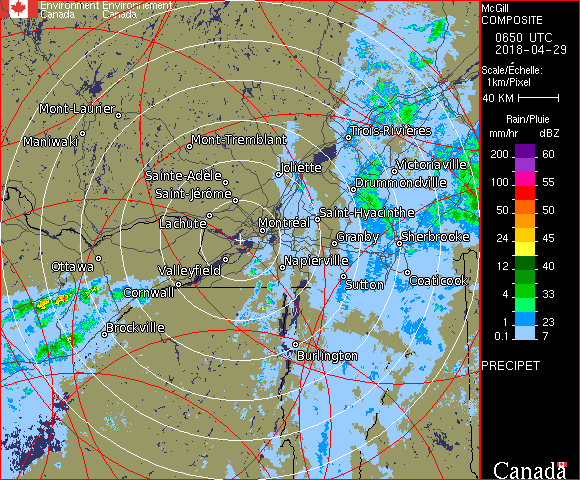 Environment Environnement
Canada Canada
McGill
COMPOSITE
0650 UTC
2018-04-29
Scale/Échelle:
1km/Pixel
40 KM
Rain/Pluie
mm/hr dBZ
200 60
150 57
100 55
50 50
24 45
12 40
4 33
1 23
0.1 7
PRECIPET
Canada
Mont-Laurier
Maniwaki
Mont-Tremblant
Trois-Rivières
Sainte-Adèle
Joliette
Victoriaville
Saint-Jérôme
Drummondville
Lachute
Montréal
Saint-Hyacinthe
Granby
Sherbrooke
Ottawa
Valleyfield
Napierville
Cornwall
Sutton
Coaticook
Brockville
Burlington